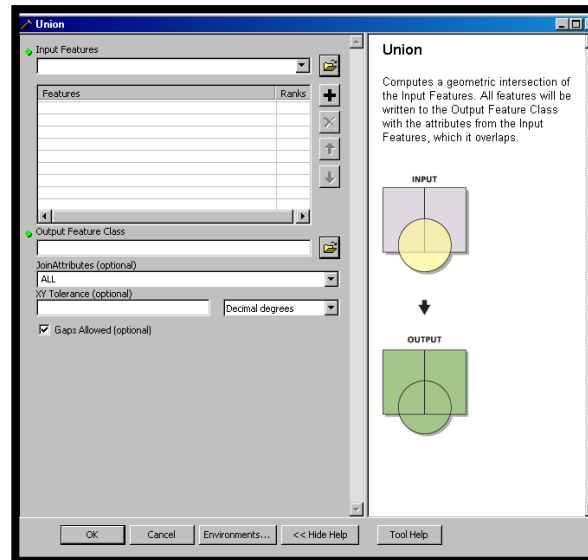 Union
Input Features
Features Ranks
Output Feature Class
JoinAttributes (optional)
ALL
XY Tolerance (optional)
Decimal degrees
Gaps Allowed (optional)
OK Cancel Environments... << Hide Help Tool Help
Union
Computes a geometric intersection of
the Input Features. All features will be
written to the Output Feature Class
with the attributes from the Input
Features, which it overlaps.
INPUT
OUTPUT